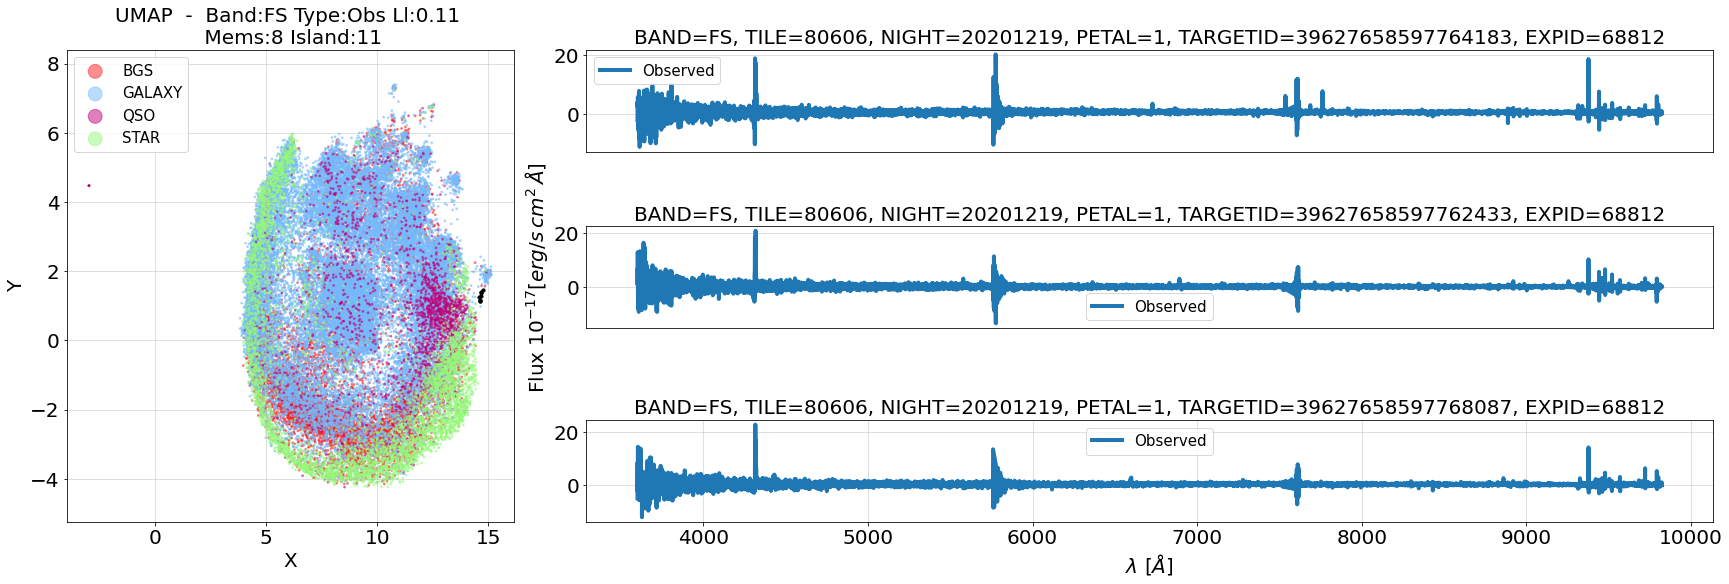 UMAP  -  Band:FS Type:Obs Ll:0.11
Mems:8 Island:11
BGS
GALAXY
QSO
STAR
8
6
4
2
0
−2
−4
Y
0
5
10
15
X
Flux 10⁻¹⁷[erg/s cm² Å]
BAND=FS, TILE=80606, NIGHT=20201219, PETAL=1, TARGETID=39627658597764183, EXPID=68812
Observed
20
0
BAND=FS, TILE=80606, NIGHT=20201219, PETAL=1, TARGETID=39627658597762433, EXPID=68812
20
0
Observed
BAND=FS, TILE=80606, NIGHT=20201219, PETAL=1, TARGETID=39627658597768087, EXPID=68812
Observed
20
0
4000
5000
6000
7000
8000
9000
10000
λ [Å]